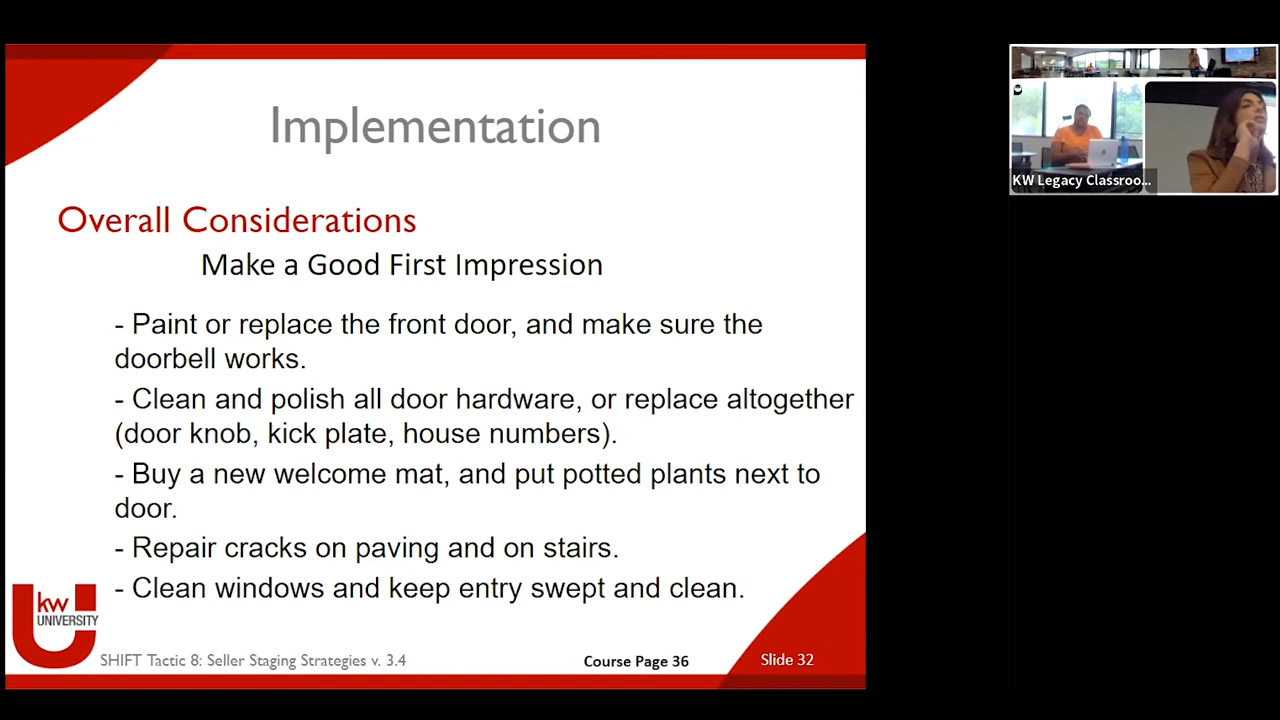 Implementation
Overall Considerations
Make a Good First Impression
- Paint or replace the front door, and make sure the
doorbell works.
- Clean and polish all door hardware, or replace altogether
(door knob, kick plate, house numbers).
- Buy a new welcome mat, and put potted plants next to
door.
- Repair cracks on paving and on stairs.
- Clean windows and keep entry swept and clean.
kw
UNIVERSITY
SHIFT Tactic 8: Seller Staging Strategies v. 3.4
Course Page 36
Slide 32
KW Legacy Classroo...